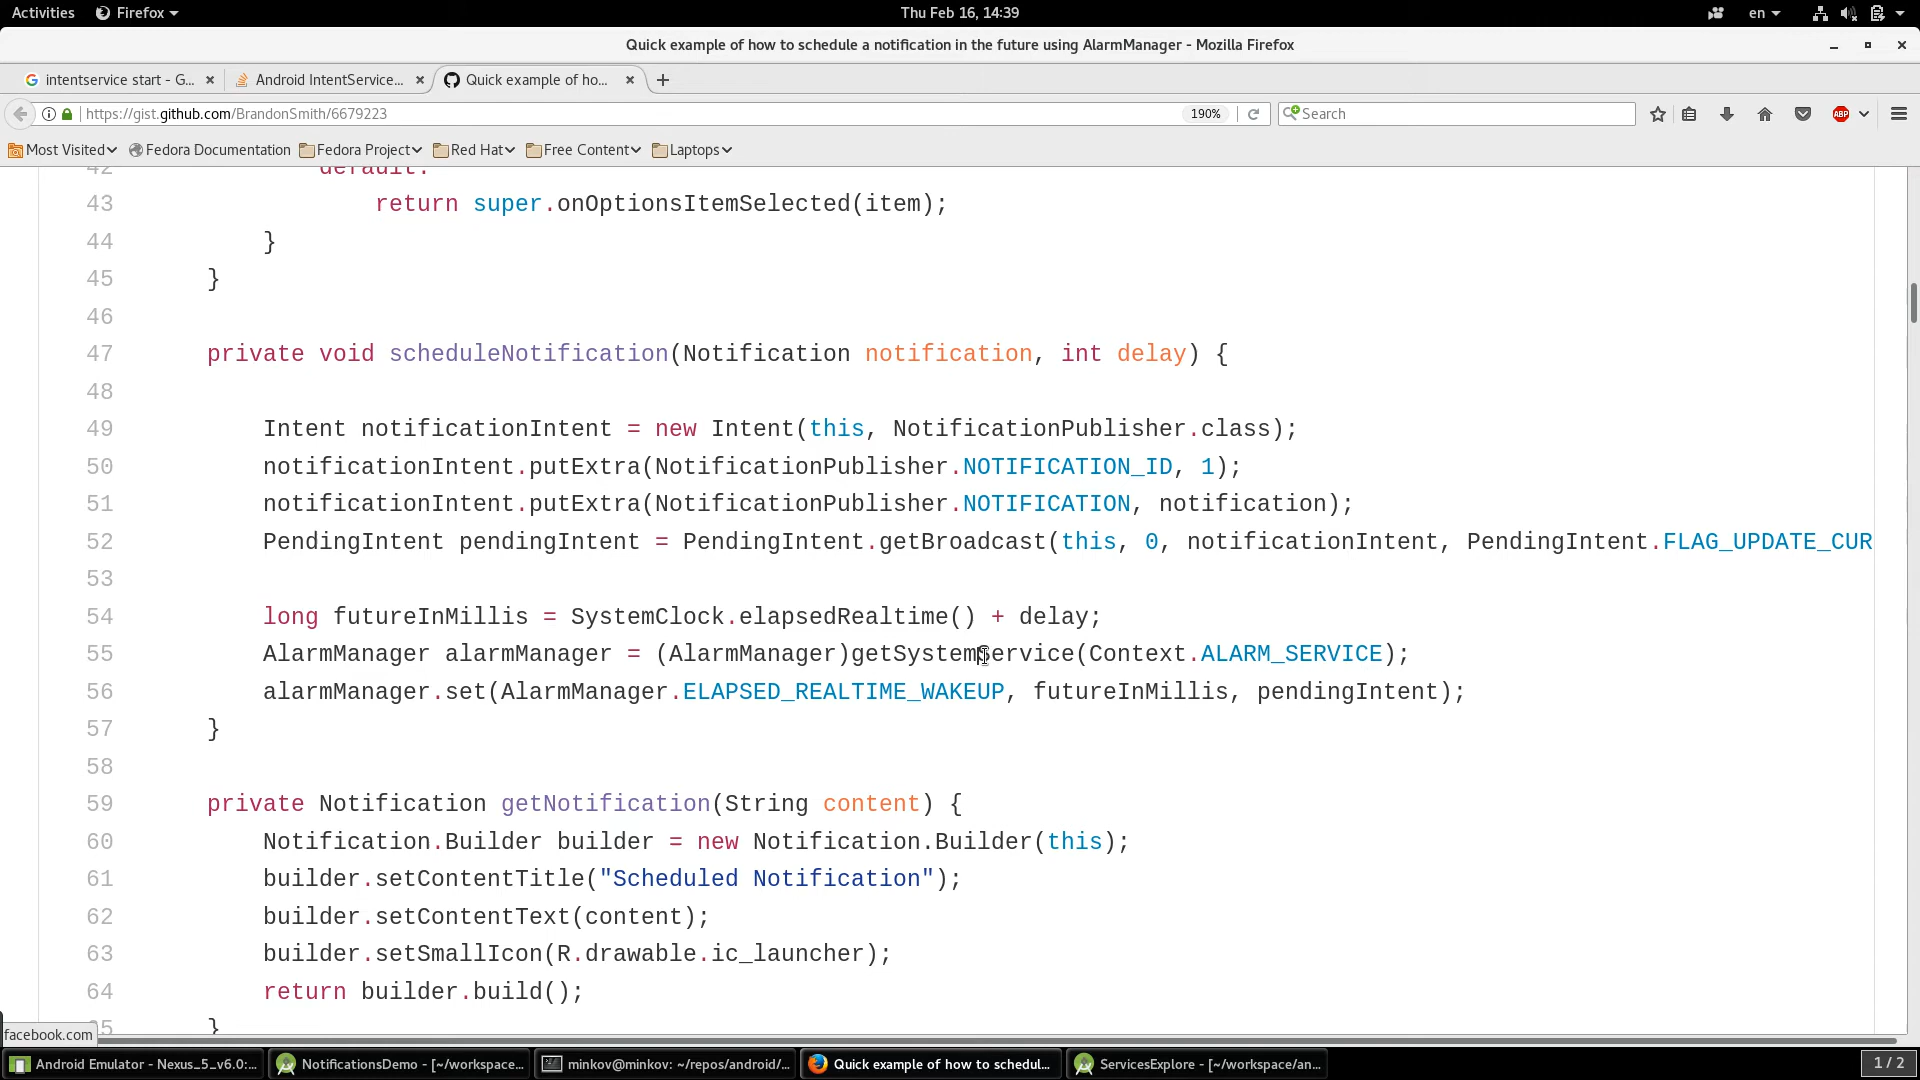 Activities Firefox Thu Feb 16, 14:39 en
Quick example of how to schedule a notification in the future using AlarmManager - Mozilla Firefox
intentservice start - G... Android IntentService... Quick example of ho...
https://gist.github.com/BrandonSmith/6679223 190% Search ABP
Most Visited Fedora Documentation Fedora Project Red Hat Free Content Laptops
42 default:
43 return super.onOptionsItemSelected(item);
44 }
45 }
46
47 private void scheduleNotification(Notification notification, int delay) {
48
49 Intent notificationIntent = new Intent(this, NotificationPublisher.class);
50 notificationIntent.putExtra(NotificationPublisher.NOTIFICATION_ID, 1);
51 notificationIntent.putExtra(NotificationPublisher.NOTIFICATION, notification);
52 PendingIntent pendingIntent = PendingIntent.getBroadcast(this, 0, notificationIntent, PendingIntent.FLAG_UPDATE_CUR
53
54 long futureInMillis = SystemClock.elapsedRealtime() + delay;
55 AlarmManager alarmManager = (AlarmManager)getSystemService(Context.ALARM_SERVICE);
56 alarmManager.set(AlarmManager.ELAPSED_REALTIME_WAKEUP, futureInMillis, pendingIntent);
57 }
58
59 private Notification getNotification(String content) {
60 Notification.Builder builder = new Notification.Builder(this);
61 builder.setContentTitle("Scheduled Notification");
62 builder.setContentText(content);
63 builder.setSmallIcon(R.drawable.ic_launcher);
64 return builder.build();
65 }
facebook.com
Android Emulator - Nexus_5_v6.0:... NotificationsDemo - [~/workspace... minkov@minkov: ~/repos/android/... Quick example of how to schedul... ServicesExplore - [~/workspace/an... 1 / 2